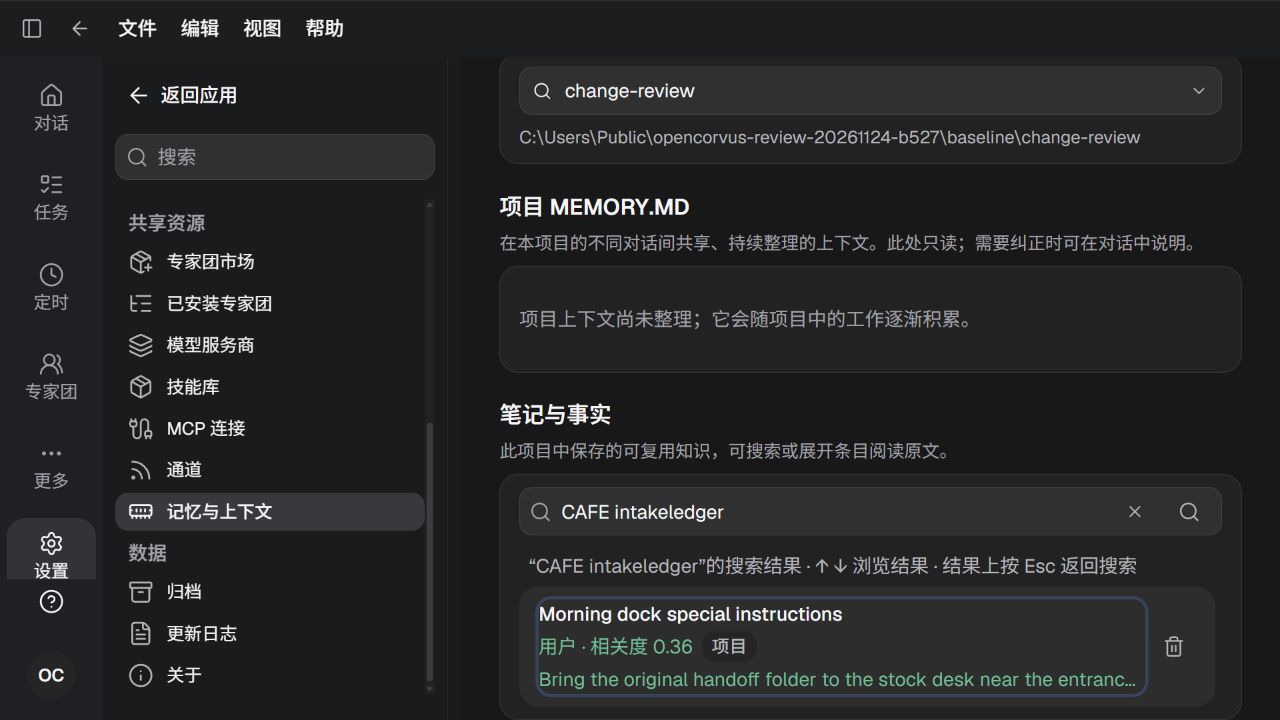 文件 编辑 视图 帮助
对话
任务
定时
专家团
更多
设置
OC
返回应用
搜索
共享资源
专家团市场
已安装专家团
模型服务商
技能库
MCP 连接
通道
记忆与上下文
数据
归档
更新日志
关于
change-review
C:\Users\Public\opencorvus-review-20261124-b527\baseline\change-review
项目 MEMORY.MD
在本项目的不同对话间共享、持续整理的上下文。此处只读；需要纠正时可在对话中说明。
项目上下文尚未整理；它会随项目中的工作逐渐积累。
笔记与事实
此项目中保存的可复用知识，可搜索或展开条目阅读原文。
CAFE intakeledger
“CAFE intakeledger”的搜索结果 · ↑↓ 浏览结果 · 结果上按 Esc 返回搜索
Morning dock special instructions
用户 · 相关度 0.36 项目
Bring the original handoff folder to the stock desk near the entranc...